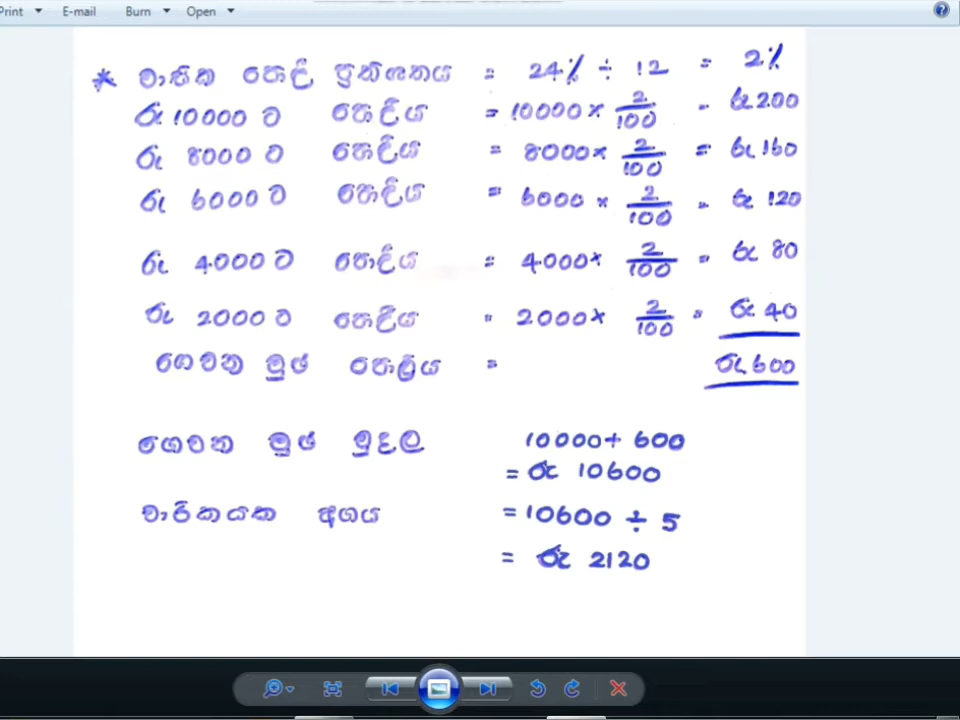 Print E-mail Burn Open
* මාසික පොලී ප්‍රතිශතය = 24% ÷ 12 = 2%
රු 10000 ට පොලිය = 10000 × 2/100 = රු 200
රු 8000 ට පොලිය = 8000 × 2/100 = රු 160
රු 6000 ට පොලිය = 6000 × 2/100 = රු 120
රු 4000 ට පොලිය = 4000 × 2/100 = රු 80
රු 2000 ට පොලිය = 2000 × 2/100 = රු 40
ගෙවන මුළු පොලිය = රු 600
ගෙවන මුළු මුදල 10000 + 600
= රු 10600
වාරිකයක අගය = 10600 ÷ 5
= රු 2120